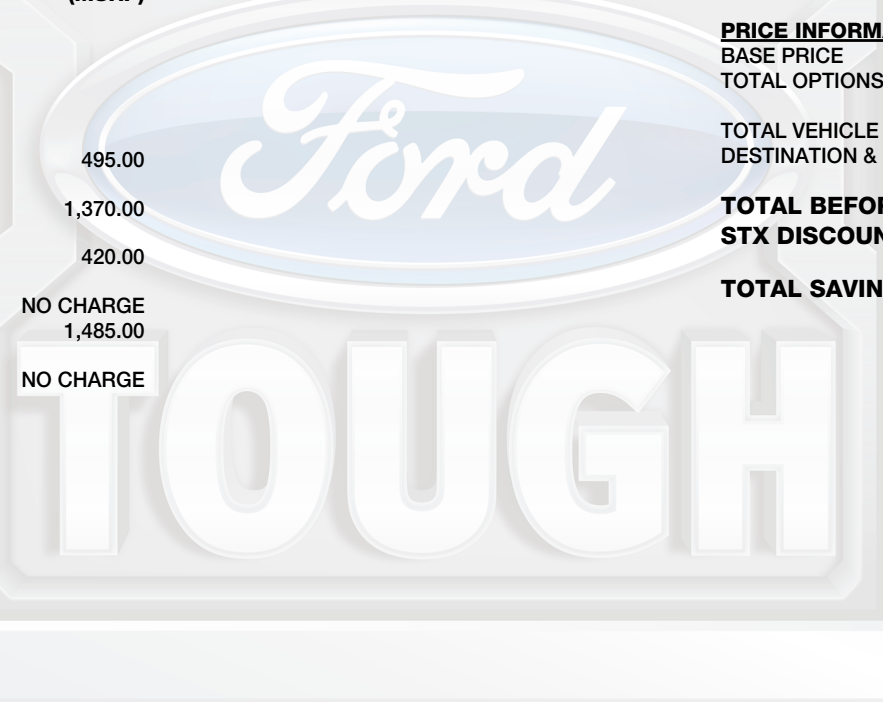 PRICE INFORM
BASE PRICE
TOTAL OPTIONS
TOTAL VEHICLE
DESTINATION &
TOTAL BEFO
STX DISCOUN
TOTAL SAVIN
495.00
1,370.00
420.00
NO CHARGE
1,485.00
NO CHARGE
Ford
TOUGH